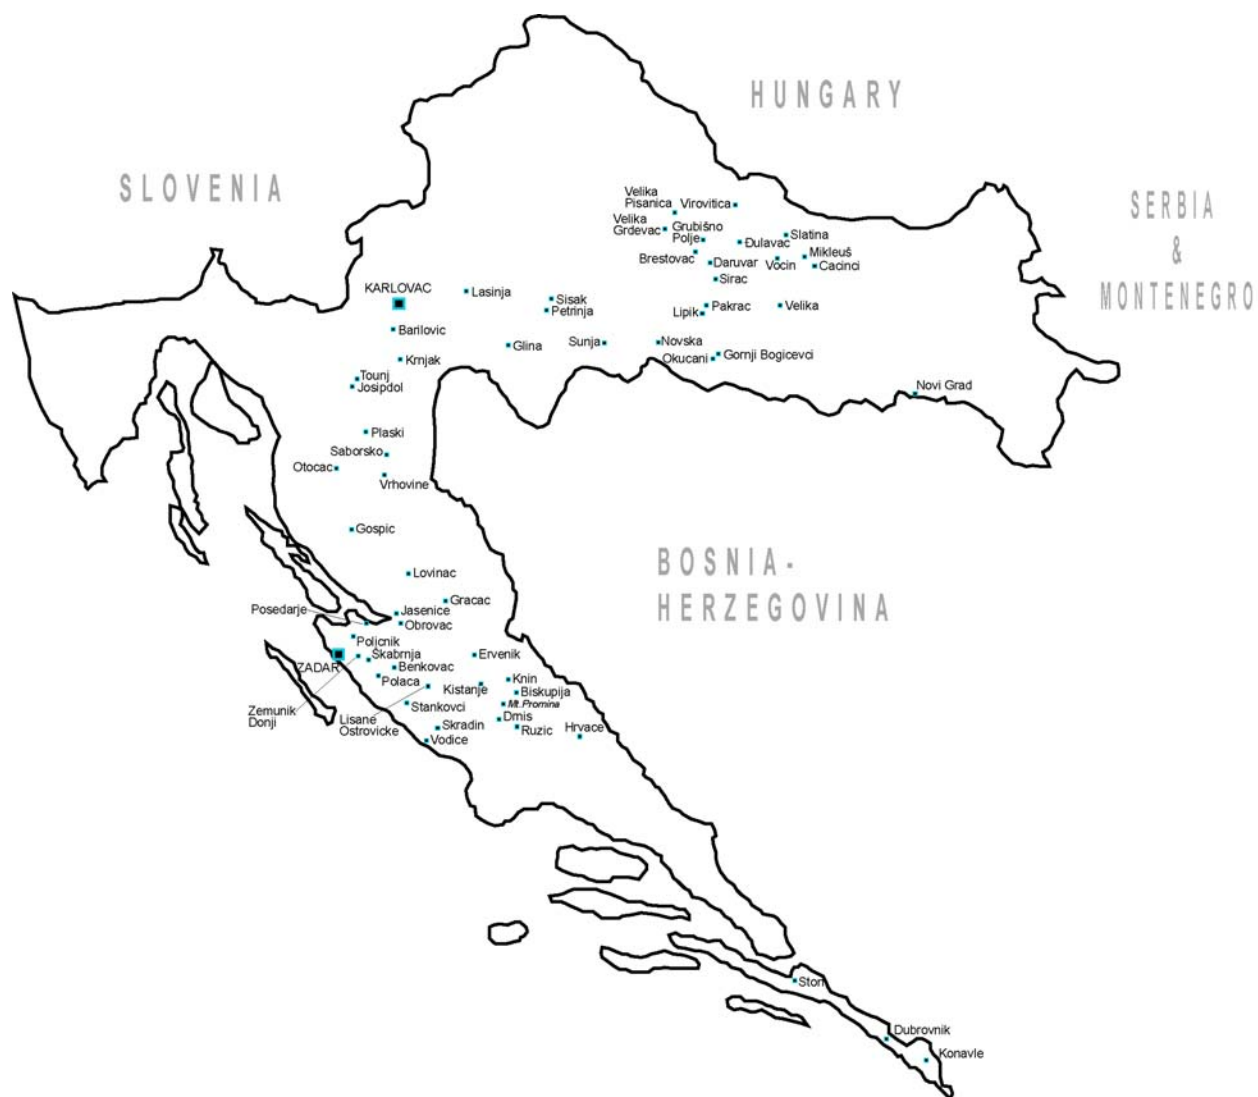 HUNGARY
SLOVENIA
SERBIA
&
MONTENEGRO
Velika
Pisanica
Virovitica
Velika
Grdevac
Grubišno
Polje
Đulavac
Slatina
Mikleuš
Brestovac
Daruvar
Vocin
Cacinci
Sirac
KARLOVAC
Lasinja
Sisak
Petrinja
Pakrac
Lipik
Velika
Barilovic
Glina
Sunja
Novska
Okucani
Gornji Bogicevci
Krnjak
Tounj
Josipdol
Novi Grad
Plaski
Saborsko
Otocac
Vrhovine
Gospic
BOSNIA-
HERZEGOVINA
Lovinac
Gracac
Posedarje
Jasenice
Obrovac
Policnik
Škabrnja
Ervenik
ZADAR
Benkovac
Polaca
Kistanje
Knin
Biskupija
Mt. Promina
Zemunik
Donji
Lisane
Ostrovicke
Stankovci
Drnis
Skradin
Ruzic
Hrvace
Vodice
Ston
Dubrovnik
Konavle